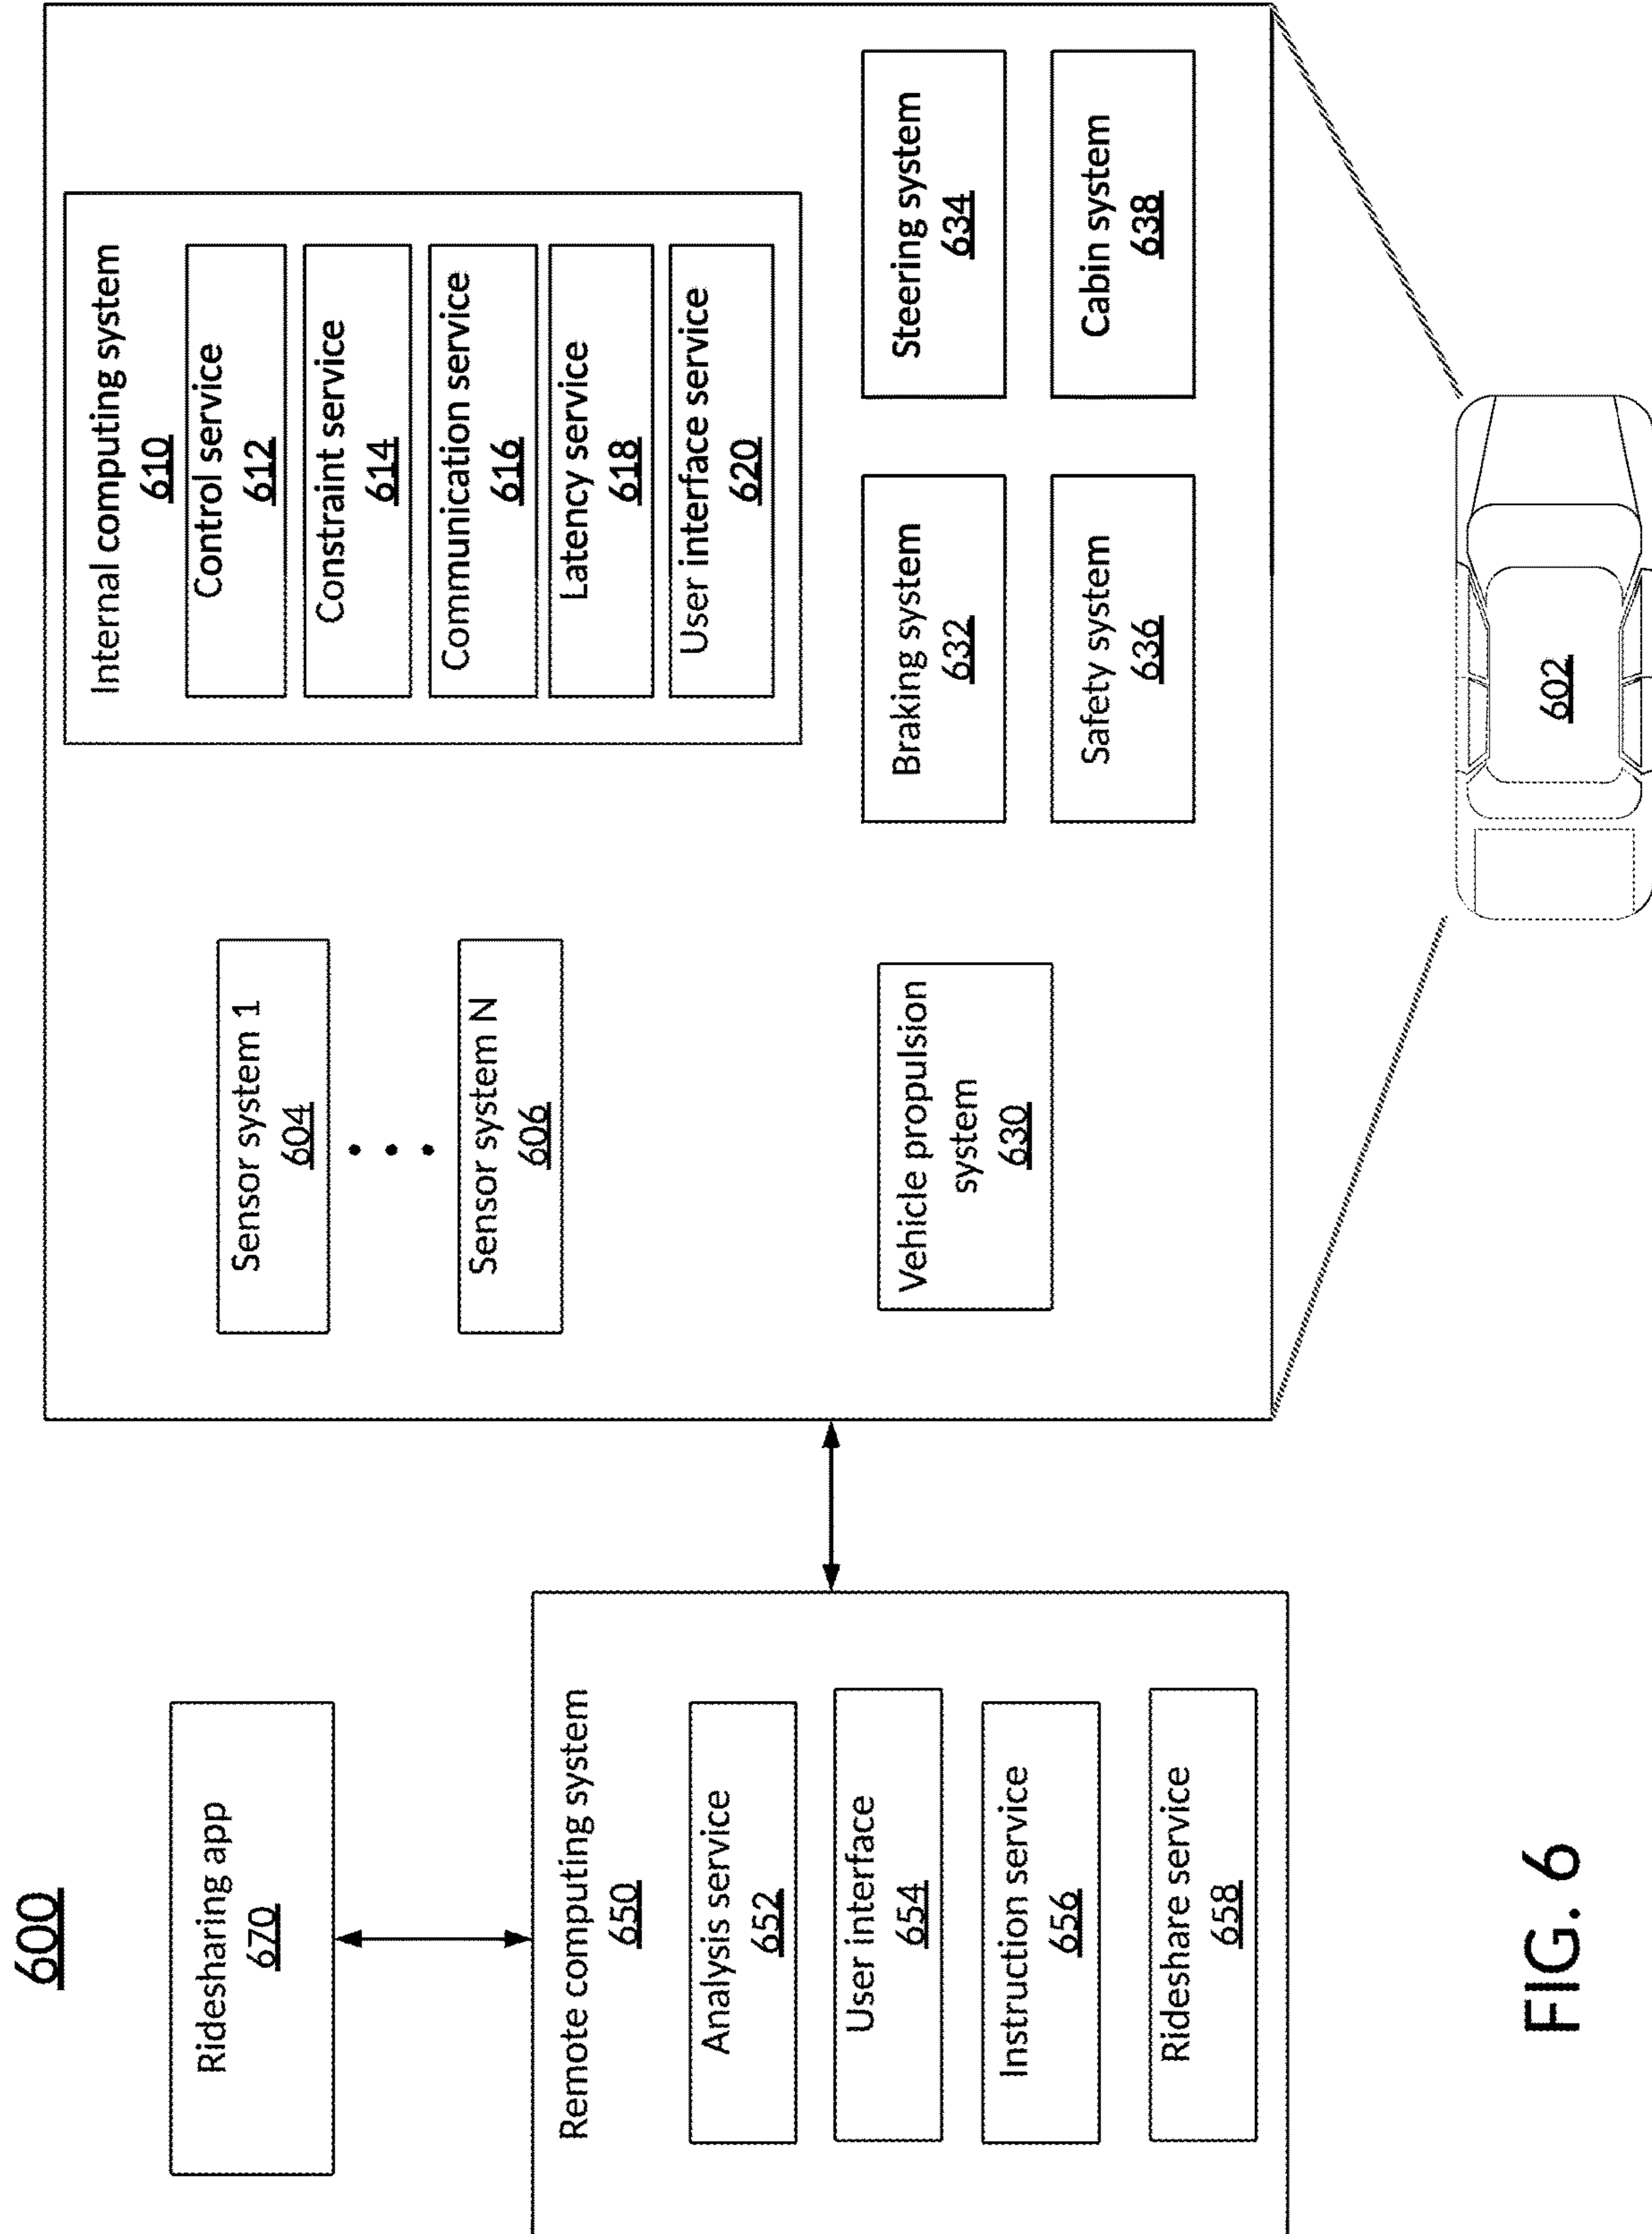 600
Ridesharing app
670
Remote computing system
650
Analysis service
652
User interface
654
Instruction service
656
Rideshare service
658
Sensor system 1
604
Sensor system N
606
Internal computing system
610
Control service
612
Constraint service
614
Communication service
616
Latency service
618
User interface service
620
Vehicle propulsion
system
630
Braking system
632
Steering system
634
Safety system
636
Cabin system
638
602
FIG. 6